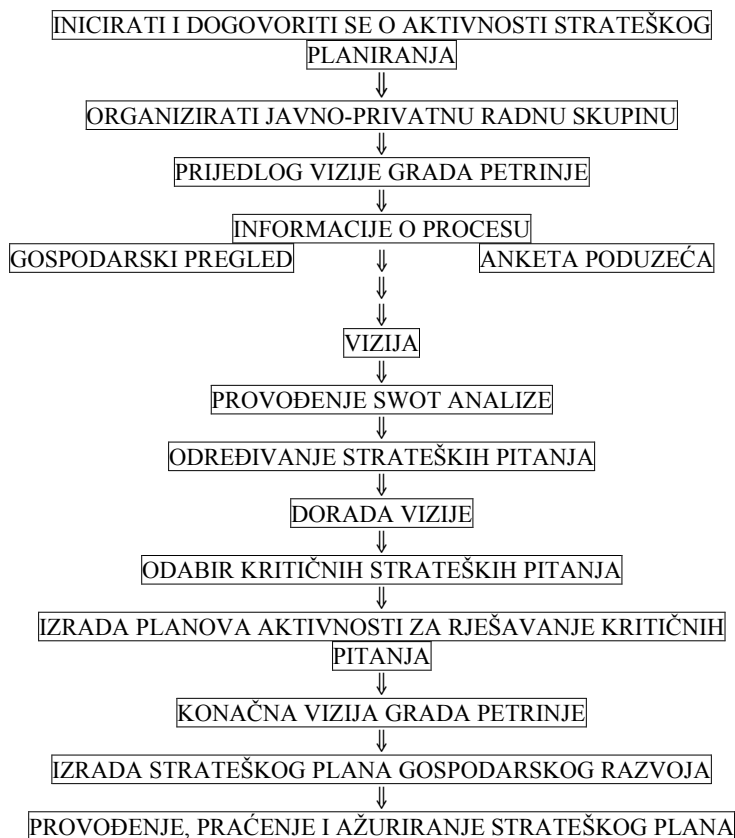 INICIRATI I DOGOVORITI SE O AKTIVNOSTI STRATEŠKOG
PLANIRANJA
⇓
ORGANIZIRATI JAVNO-PRIVATNU RADNU SKUPINU
⇓
PRIJEDLOG VIZIJE GRADA PETRINJE
⇓
INFORMACIJE O PROCESU
GOSPODARSKI PREGLED ⇓ ANKETA PODUZEĆA
⇓
⇓
VIZIJA
⇓
PROVOĐENJE SWOT ANALIZE
⇓
ODREĐIVANJE STRATEŠKIH PITANJA
⇓
DORADA VIZIJE
⇓
ODABIR KRITIČNIH STRATEŠKIH PITANJA
⇓
IZRADA PLANOVA AKTIVNOSTI ZA RJEŠAVANJE KRITIČNIH
PITANJA
⇓
KONAČNA VIZIJA GRADA PETRINJE
⇓
IZRADA STRATEŠKOG PLANA GOSPODARSKOG RAZVOJA
⇓
PROVOĐENJE, PRAĆENJE I AŽURIRANJE STRATEŠKOG PLANA